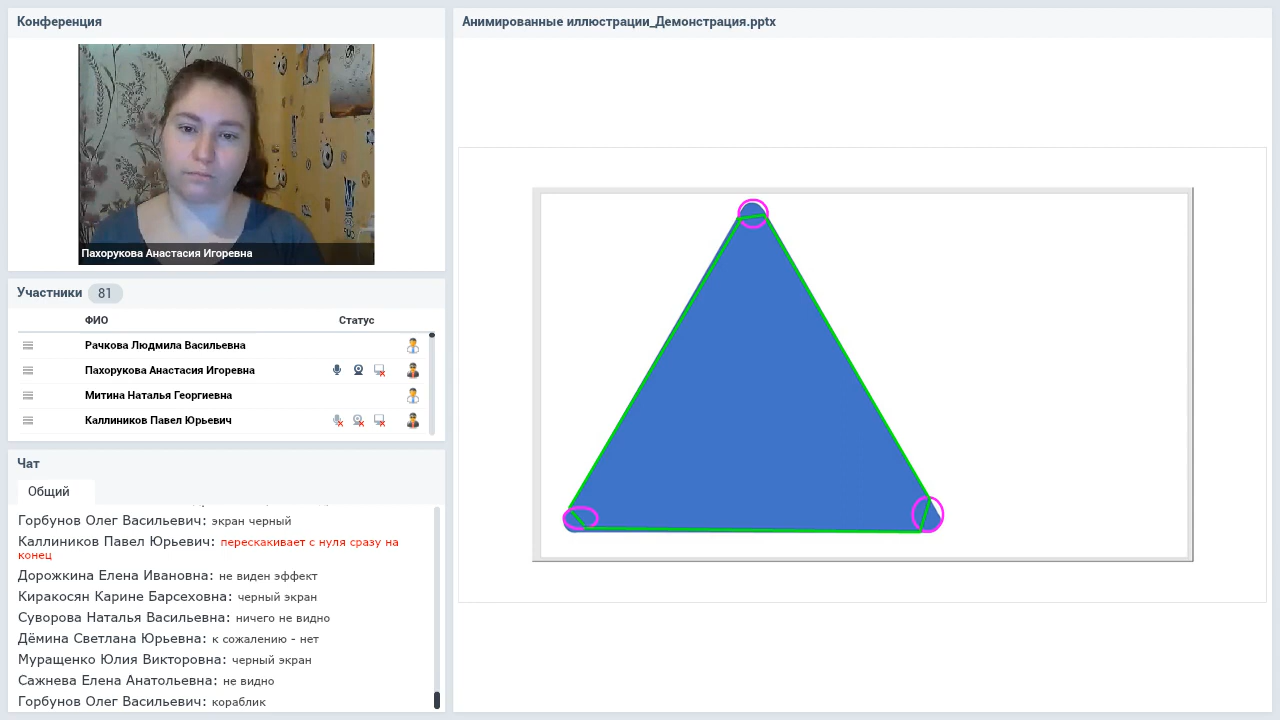 Конференция
Пахорукова Анастасия Игоревна
Участники 81
ФИО Статус
Рачкова Людмила Васильевна
Пахорукова Анастасия Игоревна
Митина Наталья Георгиевна
Каллиников Павел Юрьевич
Чат
Общий
Горбунов Олег Васильевич: экран черный
Каллиников Павел Юрьевич: перескакивает с нуля сразу на
конец
Дорожкина Елена Ивановна: не виден эффект
Киракосян Карине Барсеховна: черный экран
Суворова Наталья Васильевна: ничего не видно
Дёмина Светлана Юрьевна: к сожалению - нет
Муращенко Юлия Викторовна: черный экран
Сажнева Елена Анатольевна: не видно
Горбунов Олег Васильевич: кораблик
Анимированные иллюстрации_Демонстрация.pptx